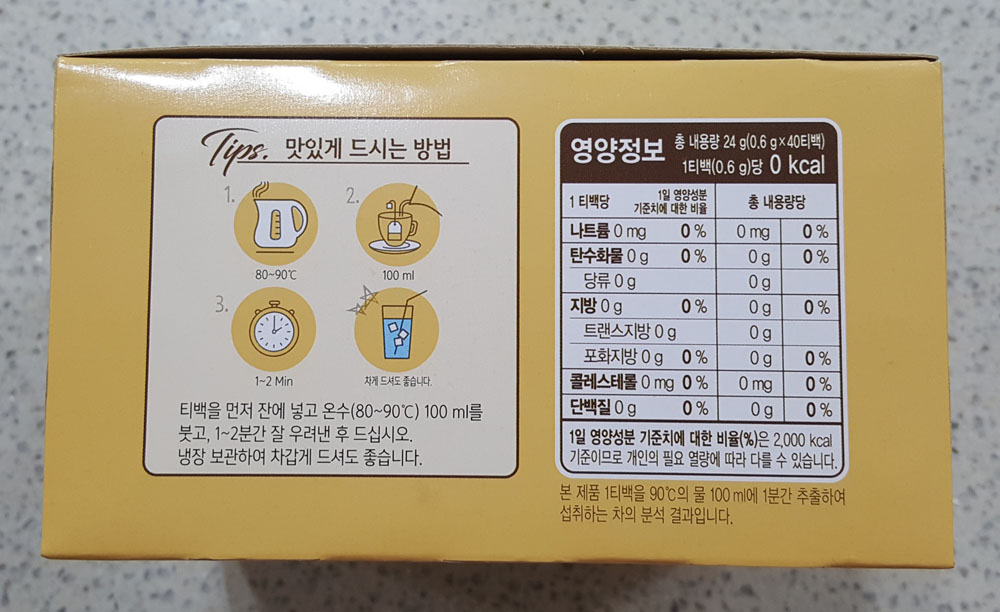 Tips. 맛있게 드시는 방법
1.
80~90℃
2.
100 ml
3.
1~2 Min
차게 드셔도 좋습니다.
티백을 먼저 잔에 넣고 온수(80~90℃) 100 ml를
붓고, 1~2분간 잘 우려낸 후 드십시오.
냉장 보관하여 차갑게 드셔도 좋습니다.
영양정보
총 내용량 24 g(0.6 g×40티백)
1티백(0.6 g)당 0 kcal
1 티백당 1일 영양성분 총 내용량당
기준치에 대한 비율
나트륨 0 mg 0 % 0 mg 0 %
탄수화물 0 g 0 % 0 g 0 %
당류 0 g 0 g
지방 0 g 0 % 0 g 0 %
트랜스지방 0 g 0 g
포화지방 0 g 0 % 0 g 0 %
콜레스테롤 0 mg 0 % 0 mg 0 %
단백질 0 g 0 % 0 g 0 %
1일 영양성분 기준치에 대한 비율(%)은 2,000 kcal
기준이므로 개인의 필요 열량에 따라 다를 수 있습니다.
본 제품 1티백을 90℃의 물 100 ml에 1분간 추출하여
섭취하는 차의 분석 결과입니다.